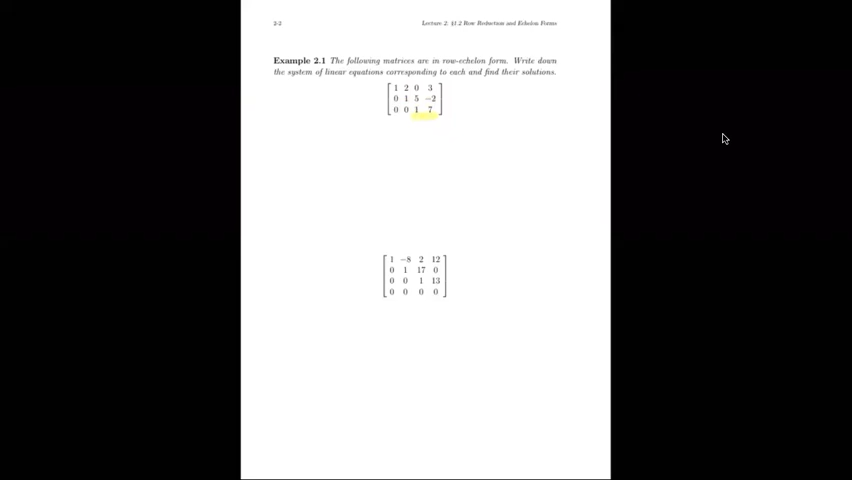 2-2 Lecture 2. §1.2 Row Reduction and Echelon Forms
Example 2.1 The following matrices are in row-echelon form. Write down
the system of linear equations corresponding to each and find their solutions.
1 2 0 3
0 1 5 −2
0 0 1 7
1 −8 2 12
0 1 17 0
0 0 1 13
0 0 0 0